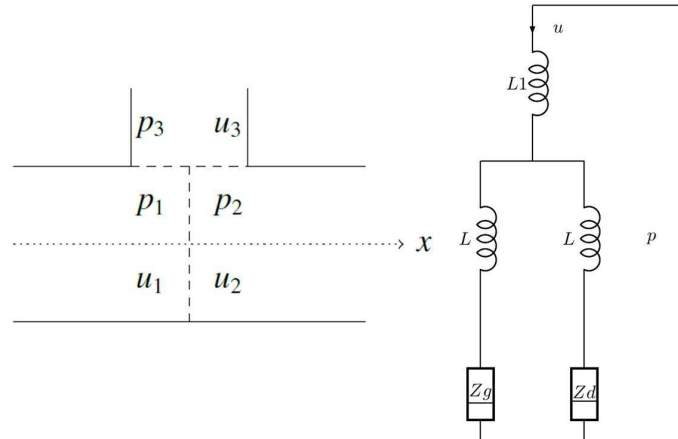 p₃ u₃
p₁ p₂
x
u₁ u₂
u
L1
L L p
Zg Zd